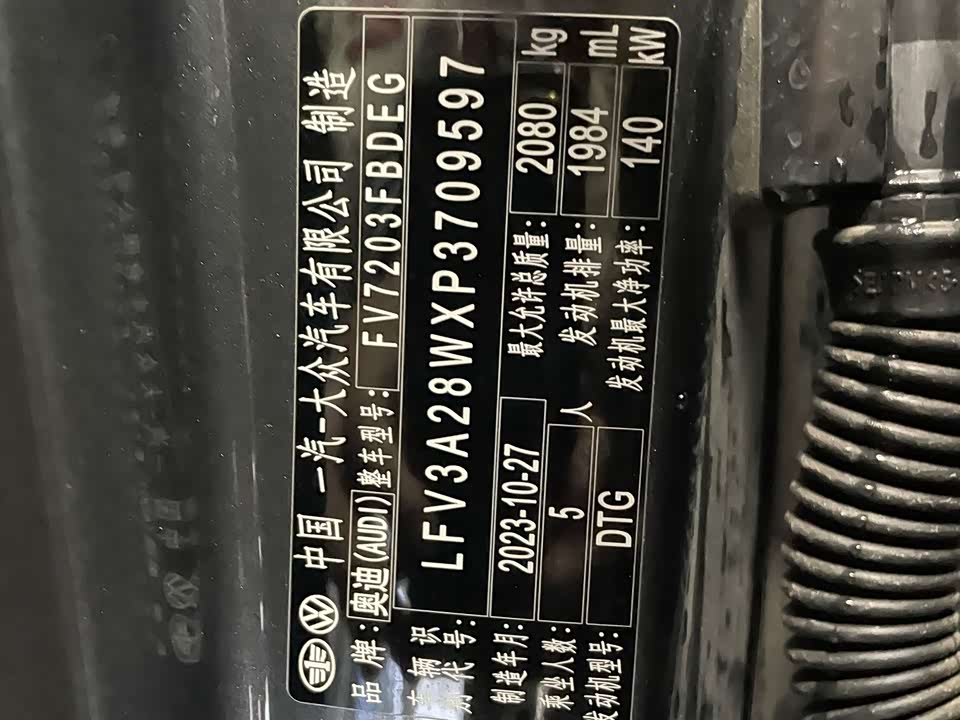 中国 一汽-大众汽车有限公司 制造
品牌: 奥迪(AUDI) 整车型号: FV7203FBDEG
车辆识别代号: LFV3A28WXP3709597
制造年月: 2023-10-27 最大允许总质量: 2080 kg
乘坐人数: 5 人 发动机排量: 1984 mL
发动机型号: DTG 发动机最大净功率: 140 kW